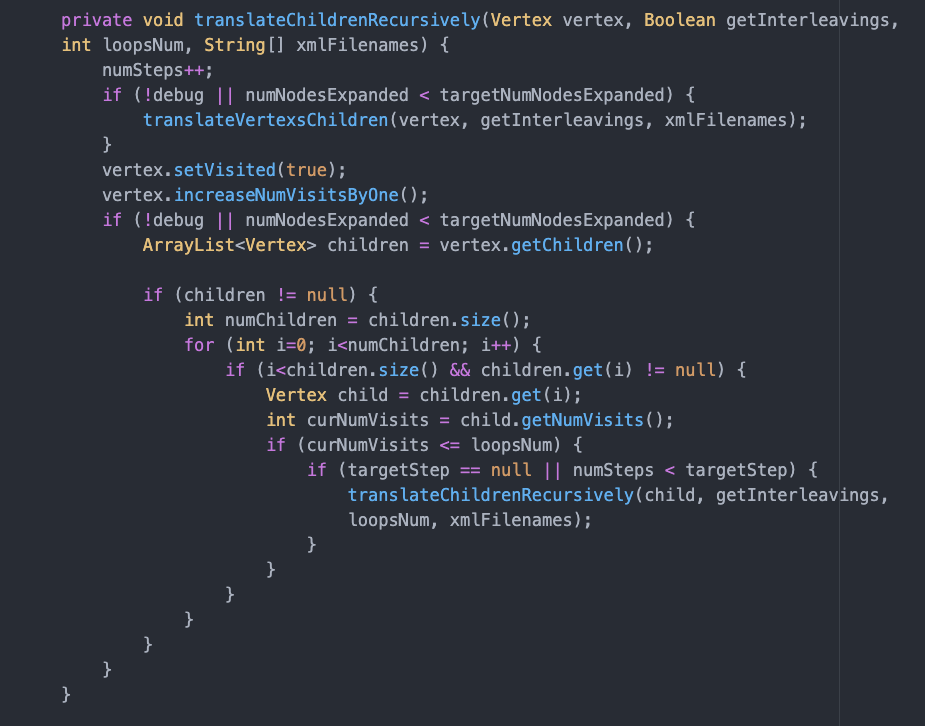 private void translateChildrenRecursively(Vertex vertex, Boolean getInterleavings,
int loopsNum, String[] xmlFilenames) {
numSteps++;
if (!debug || numNodesExpanded < targetNumNodesExpanded) {
translateVertexsChildren(vertex, getInterleavings, xmlFilenames);
}
vertex.setVisited(true);
vertex.increaseNumVisitsByOne();
if (!debug || numNodesExpanded < targetNumNodesExpanded) {
ArrayList<Vertex> children = vertex.getChildren();
if (children != null) {
int numChildren = children.size();
for (int i=0; i<numChildren; i++) {
if (i<children.size() && children.get(i) != null) {
Vertex child = children.get(i);
int curNumVisits = child.getNumVisits();
if (curNumVisits <= loopsNum) {
if (targetStep == null || numSteps < targetStep) {
translateChildrenRecursively(child, getInterleavings,
loopsNum, xmlFilenames);
}
}
}
}
}
}
}